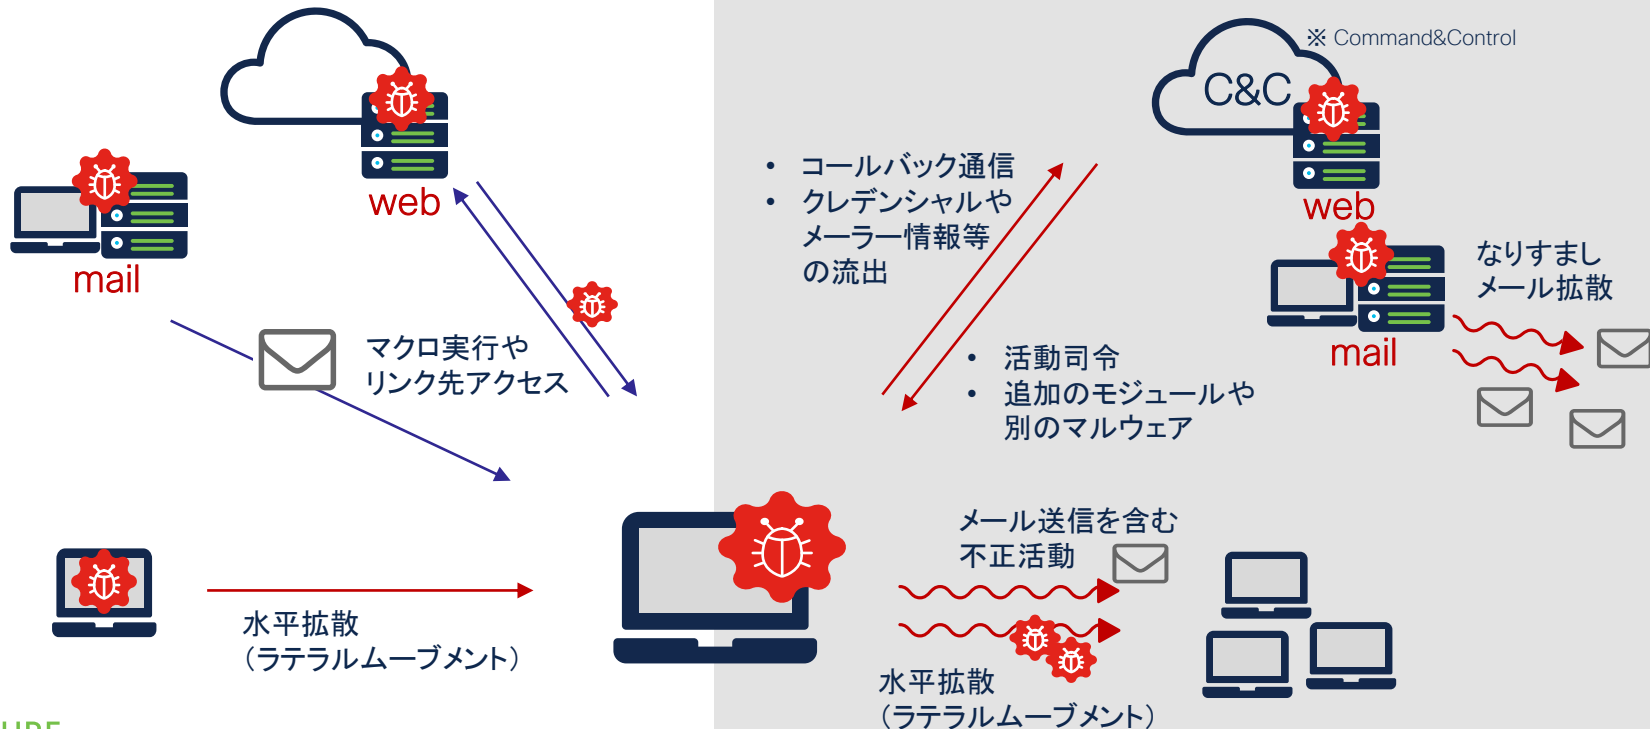 ※ Command&Control
C&C
web
mail
マクロ実行や
リンク先アクセス
• コールバック通信
• クレデンシャルや
メーラー情報等
の流出
web
mail
なりすまし
メール拡散
• 活動司令
• 追加のモジュールや
別のマルウェア
水平拡散
（ラテラルムーブメント）
メール送信を含む
不正活動
水平拡散
（ラテラルムーブメント）